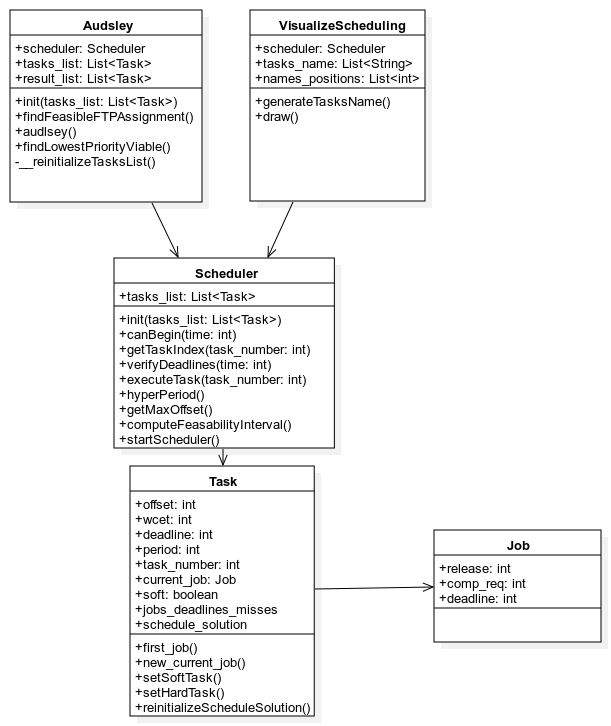 Audsley
+scheduler: Scheduler
+tasks_list: List<Task>
+result_list: List<Task>
+init(tasks_list: List<Task>)
+findFeasibleFTPAssignment()
+audlsey()
+findLowestPriorityViable()
-__reinitializeTasksList()
VisualizeScheduling
+scheduler: Scheduler
+tasks_name: List<String>
+names_positions: List<int>
+generateTasksName()
+draw()
Scheduler
+tasks_list: List<Task>
+init(tasks_list: List<Task>)
+canBegin(time: int)
+getTaskIndex(task_number: int)
+verifyDeadlines(time: int)
+executeTask(task_number: int)
+hyperPeriod()
+getMaxOffset()
+computeFeasabilityInterval()
+startScheduler()
Task
+offset: int
+wcet: int
+deadline: int
+period: int
+task_number: int
+current_job: Job
+soft: boolean
+jobs_deadlines_misses
+schedule_solution
+first_job()
+new_current_job()
+setSoftTask()
+setHardTask()
+reinitializeScheduleSolution()
Job
+release: int
+comp_req: int
+deadline: int